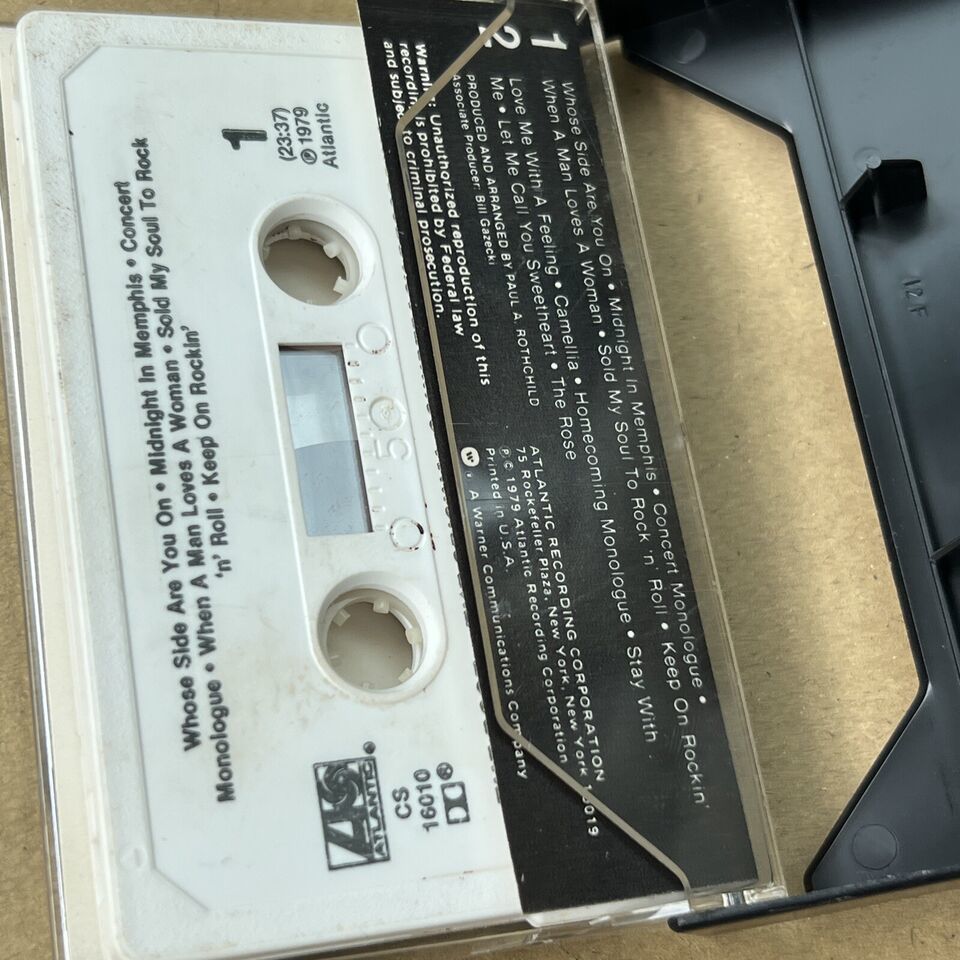 1
(23:37)
℗ 1979
Atlantic
Whose Side Are You On • Midnight In Memphis • Concert
Monologue • When A Man Loves A Woman • Sold My Soul To Rock
'n' Roll • Keep On Rockin'
ATLANTIC®
CS
16010
50
1 Whose Side Are You On • Midnight In Memphis • Concert Monologue •
When A Man Loves A Woman • Sold My Soul To Rock 'n' Roll • Keep On Rockin'
2 Love Me With A Feeling • Camellia • Homecoming Monologue • Stay With
Me • Let Me Call You Sweetheart • The Rose
PRODUCED AND ARRANGED BY PAUL A. ROTHCHILD
Associate Producer: Bill Gazecki
Warning: Unauthorized reproduction of this
recording is prohibited by Federal law
and subject to criminal prosecution.
ATLANTIC RECORDING CORPORATION
75 Rockefeller Plaza, New York, New York 10019
℗ © 1979 Atlantic Recording Corporation
W, A Warner Communications Company
Printed in U.S.A.
12F